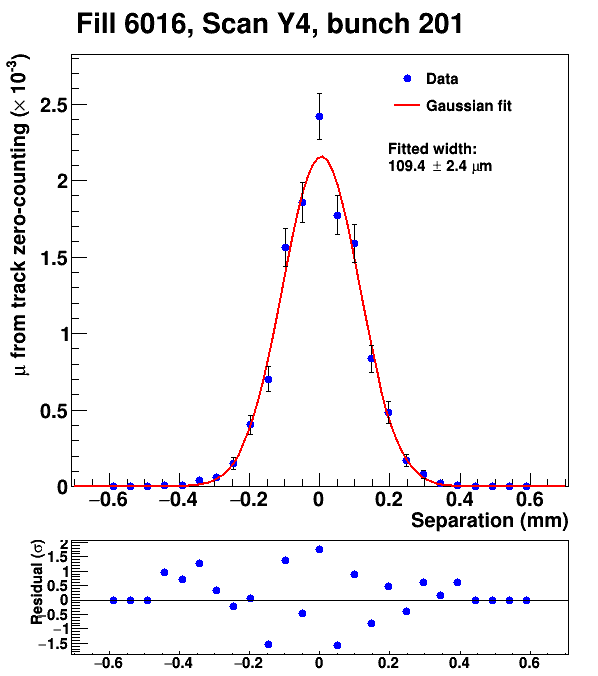 Fill 6016, Scan Y4, bunch 201
μ from track zero-counting (× 10⁻³)
2.5
2
1.5
1
0.5
0
Data
Gaussian fit
Fitted width:
109.4 ± 2.4 μm
−0.6 −0.4 −0.2 0 0.2 0.4 0.6
Separation (mm)
Residual (σ)
2
1.5
1
0.5
0
−0.5
−1
−1.5
−0.6 −0.4 −0.2 0 0.2 0.4 0.6